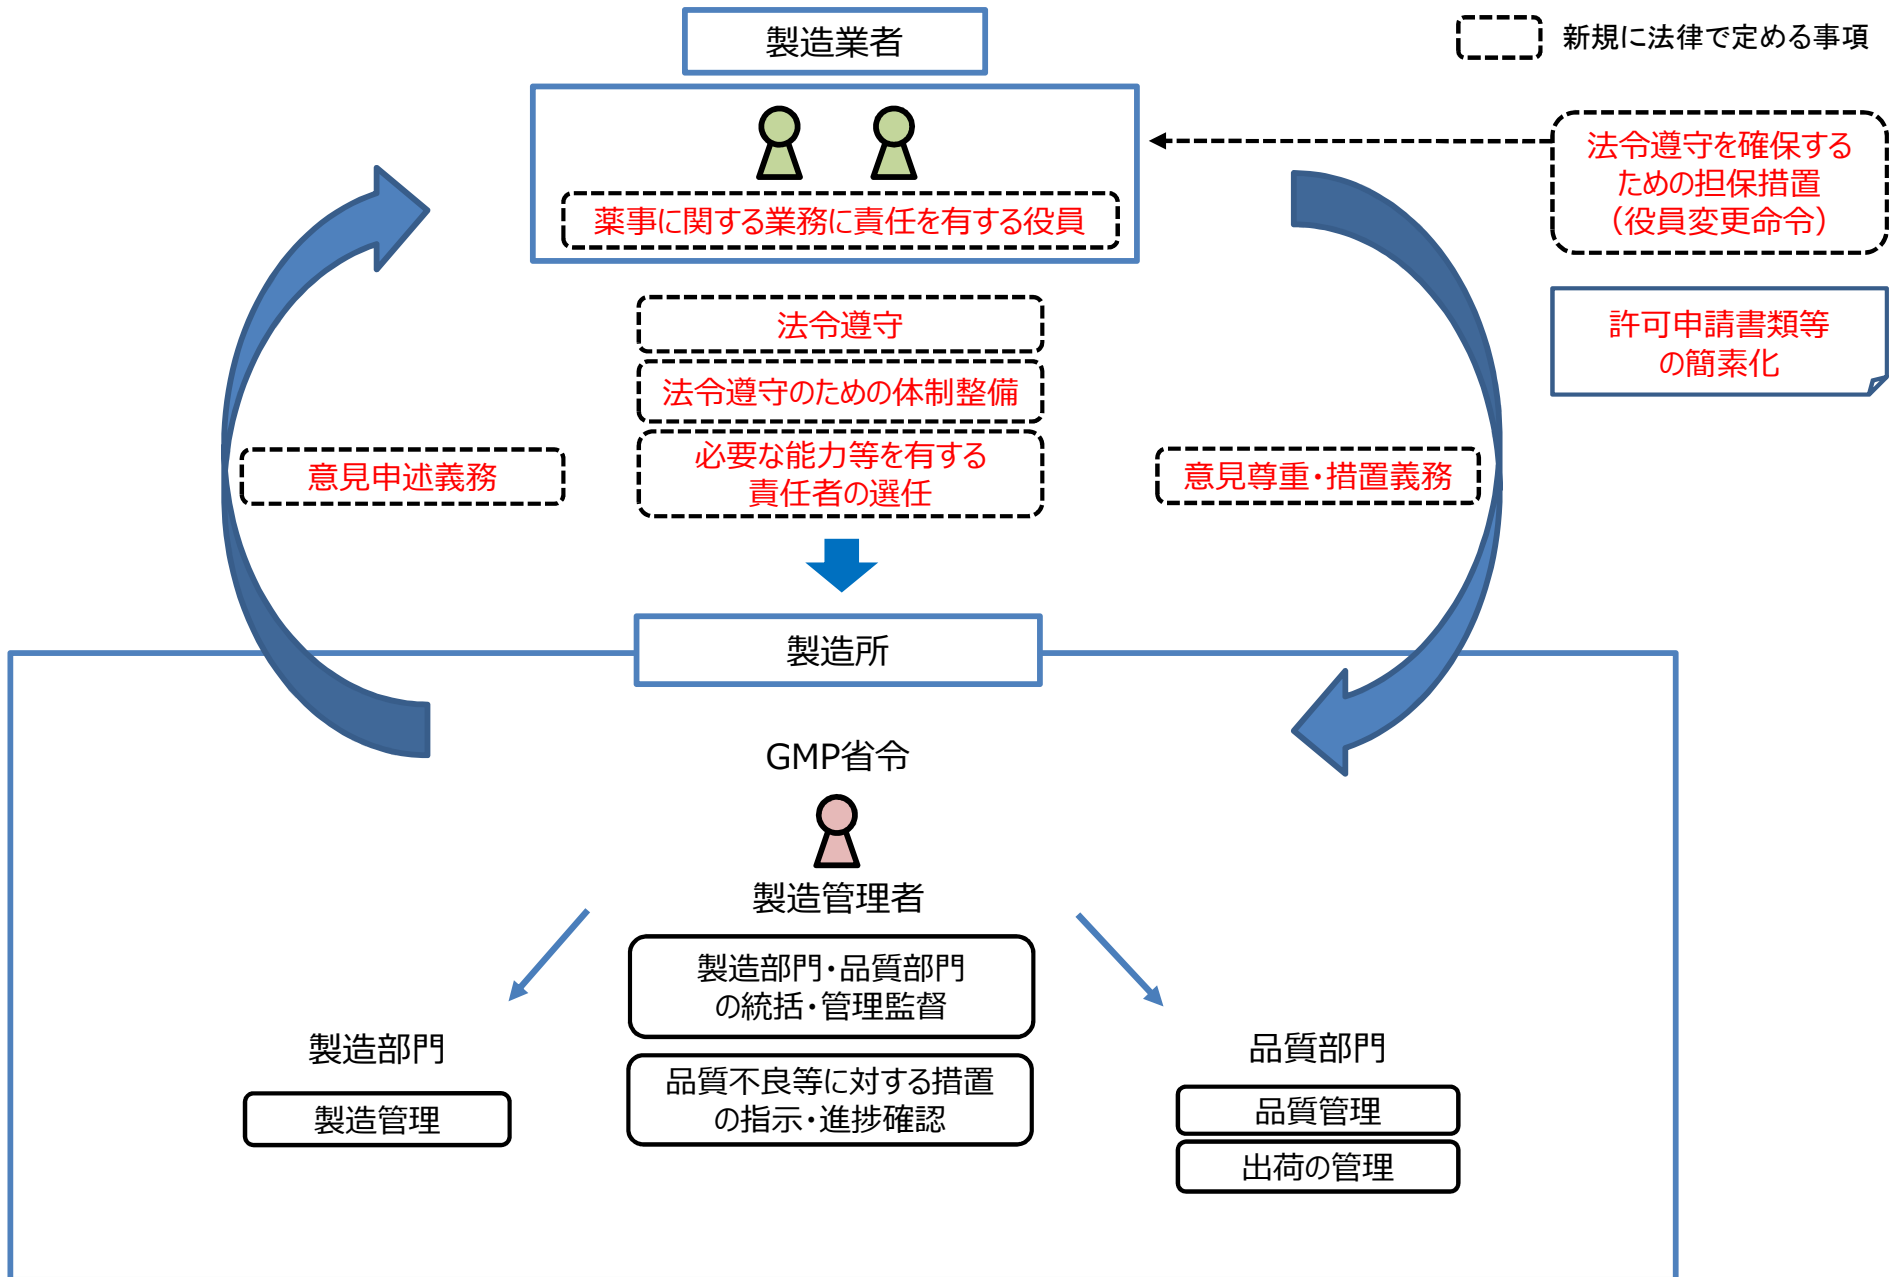 製造業者
新規に法律で定める事項
薬事に関する業務に責任を有する役員
法令遵守を確保する
ための担保措置
（役員変更命令）
許可申請書類等
の簡素化
法令遵守
法令遵守のための体制整備
必要な能力等を有する
責任者の選任
意見申述義務
意見尊重・措置義務
製造所
GMP省令
製造管理者
製造部門・品質部門
の統括・管理監督
品質不良等に対する措置
の指示・進捗確認
製造部門
製造管理
品質部門
品質管理
出荷の管理